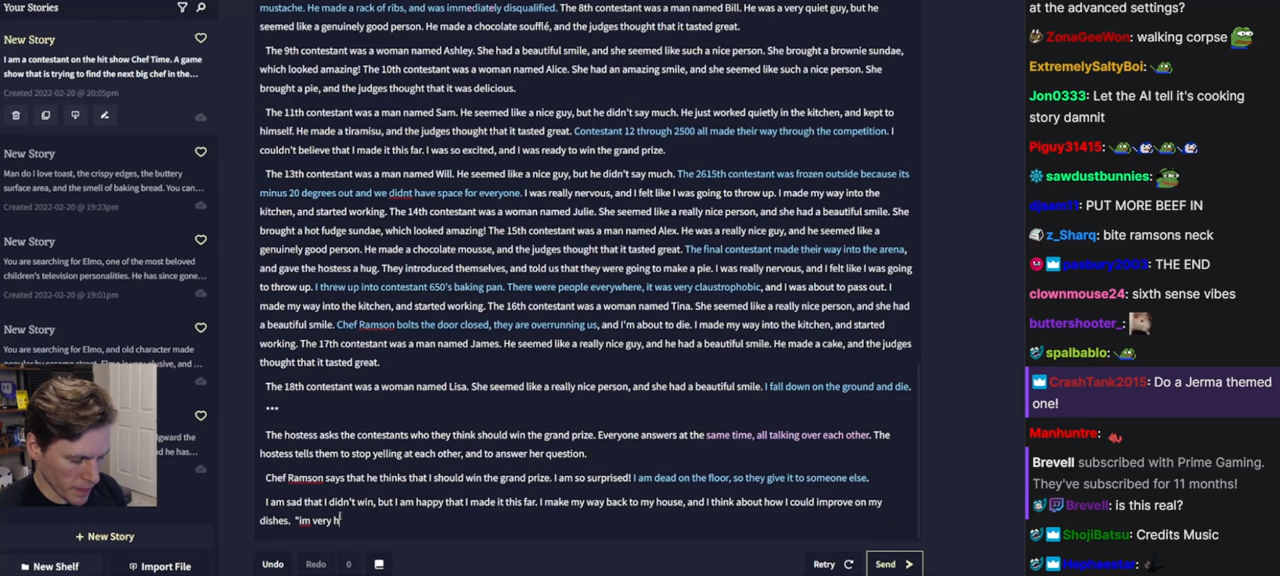 Your Stories
New Story
I am a contestant on the hit show Chef Time. A game
show that is trying to find the next big chef in the...
Created 2022-02-20 @ 20:05pm
New Story
Man do I love toast, the crispy edges, the buttery
surface area, and the smell of baking bread. You can...
Created 2022-02-20 @ 19:23pm
New Story
You are searching for Elmo, one of the most beloved
children's television personalities. He has since gone...
Created 2022-02-20 @ 19:01pm
New Story
You are searching for Elmo, and old character made
+ New Story
New Shelf
Import File
mustache. He made a rack of ribs, and was immediately disqualified. The 8th contestant was a man named Bill. He was a very quiet guy, but he
seemed like a genuinely good person. He made a chocolate soufflé, and the judges thought that it tasted great.
The 9th contestant was a woman named Ashley. She had a beautiful smile, and she seemed like such a nice person. She brought a brownie sundae,
which looked amazing! The 10th contestant was a woman named Alice. She had an amazing smile, and she seemed like such a nice person. She
brought a pie, and the judges thought that it was delicious.
The 11th contestant was a man named Sam. He seemed like a nice guy, but he didn't say much. He just worked quietly in the kitchen, and kept to
himself. He made a tiramisu, and the judges thought that it tasted great. Contestant 12 through 2500 all made their way through the competition. I
couldn't believe that I made it this far. I was so excited, and I was ready to win the grand prize.
The 13th contestant was a man named Will. He seemed like a nice guy, but he didn't say much. The 2615th contestant was frozen outside because its
minus 20 degrees out and we didnt have space for everyone. I was really nervous, and I felt like I was going to throw up. I made my way into the
kitchen, and started working. The 14th contestant was a woman named Julie. She seemed like a really nice person, and she had a beautiful smile. She
brought a hot fudge sundae, which looked amazing! The 15th contestant was a man named Alex. He was a really nice guy, and he seemed like a
genuinely good person. He made a chocolate mousse, and the judges thought that it tasted great. The final contestant made their way into the arena,
and gave the hostess a hug. They introduced themselves, and told us that they were going to make a pie. I was really nervous, and I felt like I was going
to throw up. I threw up into contestant 650's baking pan. There were people everywhere, it was very claustrophobic, and I was about to pass out. I
made my way into the kitchen, and started working. The 16th contestant was a woman named Tina. She seemed like a really nice person, and she had
a beautiful smile. Chef Ramson bolts the door closed, they are overrunning us, and I'm about to die. I made my way into the kitchen, and started
working. The 17th contestant was a man named James. He seemed like a really nice guy, and he had a beautiful smile. He made a cake, and the judges
thought that it tasted great.
The 18th contestant was a woman named Lisa. She seemed like a really nice person, and she had a beautiful smile. I fall down on the ground and die.
***
The hostess asks the contestants who they think should win the grand prize. Everyone answers at the same time, all talking over each other. The
hostess tells them to stop yelling at each other, and to answer her question.
Chef Ramson says that he thinks that I should win the grand prize. I am so surprised! I am dead on the floor, so they give it to someone else.
I am sad that I didn't win, but I am happy that I made it this far. I make my way back to my house, and I think about how I could improve on my
dishes. "im very h
Undo
Redo
0
Retry
Send
at the advanced settings?
ZonaGeeWon: walking corpse
ExtremelySaltyBoi:
Jon0333: Let the AI tell it's cooking
story damnit
Piguy31415:
sawdustbunnies:
PUT MORE BEEF IN
z_Sharq: bite ramsons neck
THE END
clownmouse24: sixth sense vibes
buttershooter_:
spalbablo:
CrashTank2015: Do a Jerma themed
one!
Manhuntre:
Brevell subscribed with Prime Gaming.
They've subscribed for 11 months!
Brevell: is this real?
ShojiBatsu: Credits Music